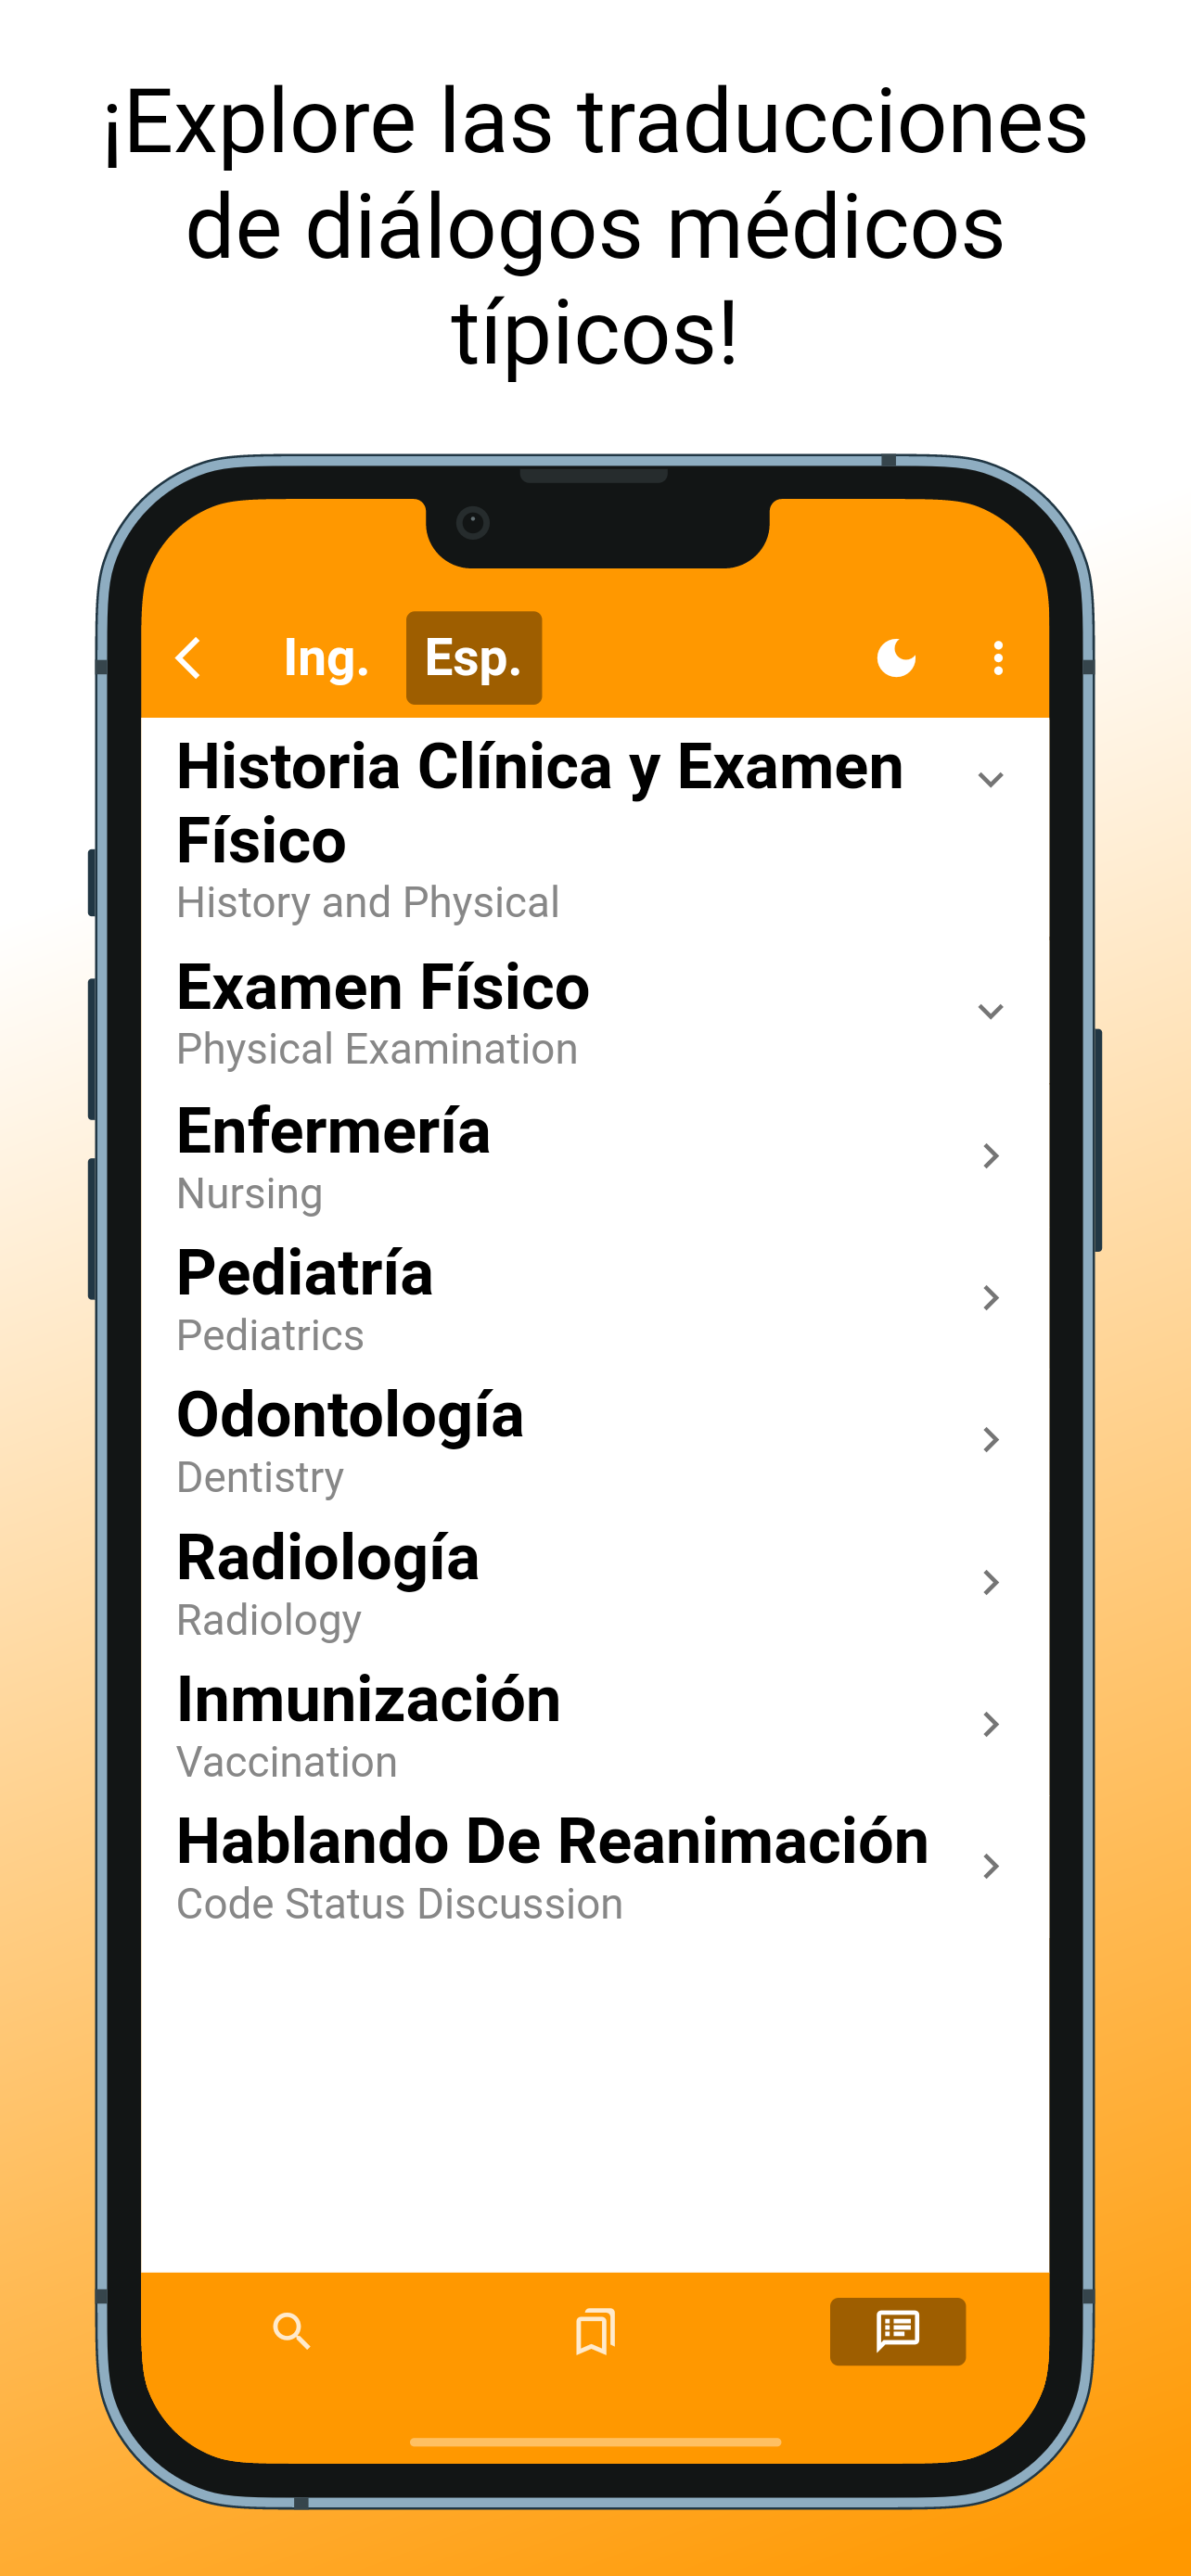 ¡Explore las traducciones
de diálogos médicos
típicos!
Ing. Esp.
Historia Clínica y Examen
Físico
History and Physical
Examen Físico
Physical Examination
Enfermería
Nursing
Pediatría
Pediatrics
Odontología
Dentistry
Radiología
Radiology
Inmunización
Vaccination
Hablando De Reanimación
Code Status Discussion